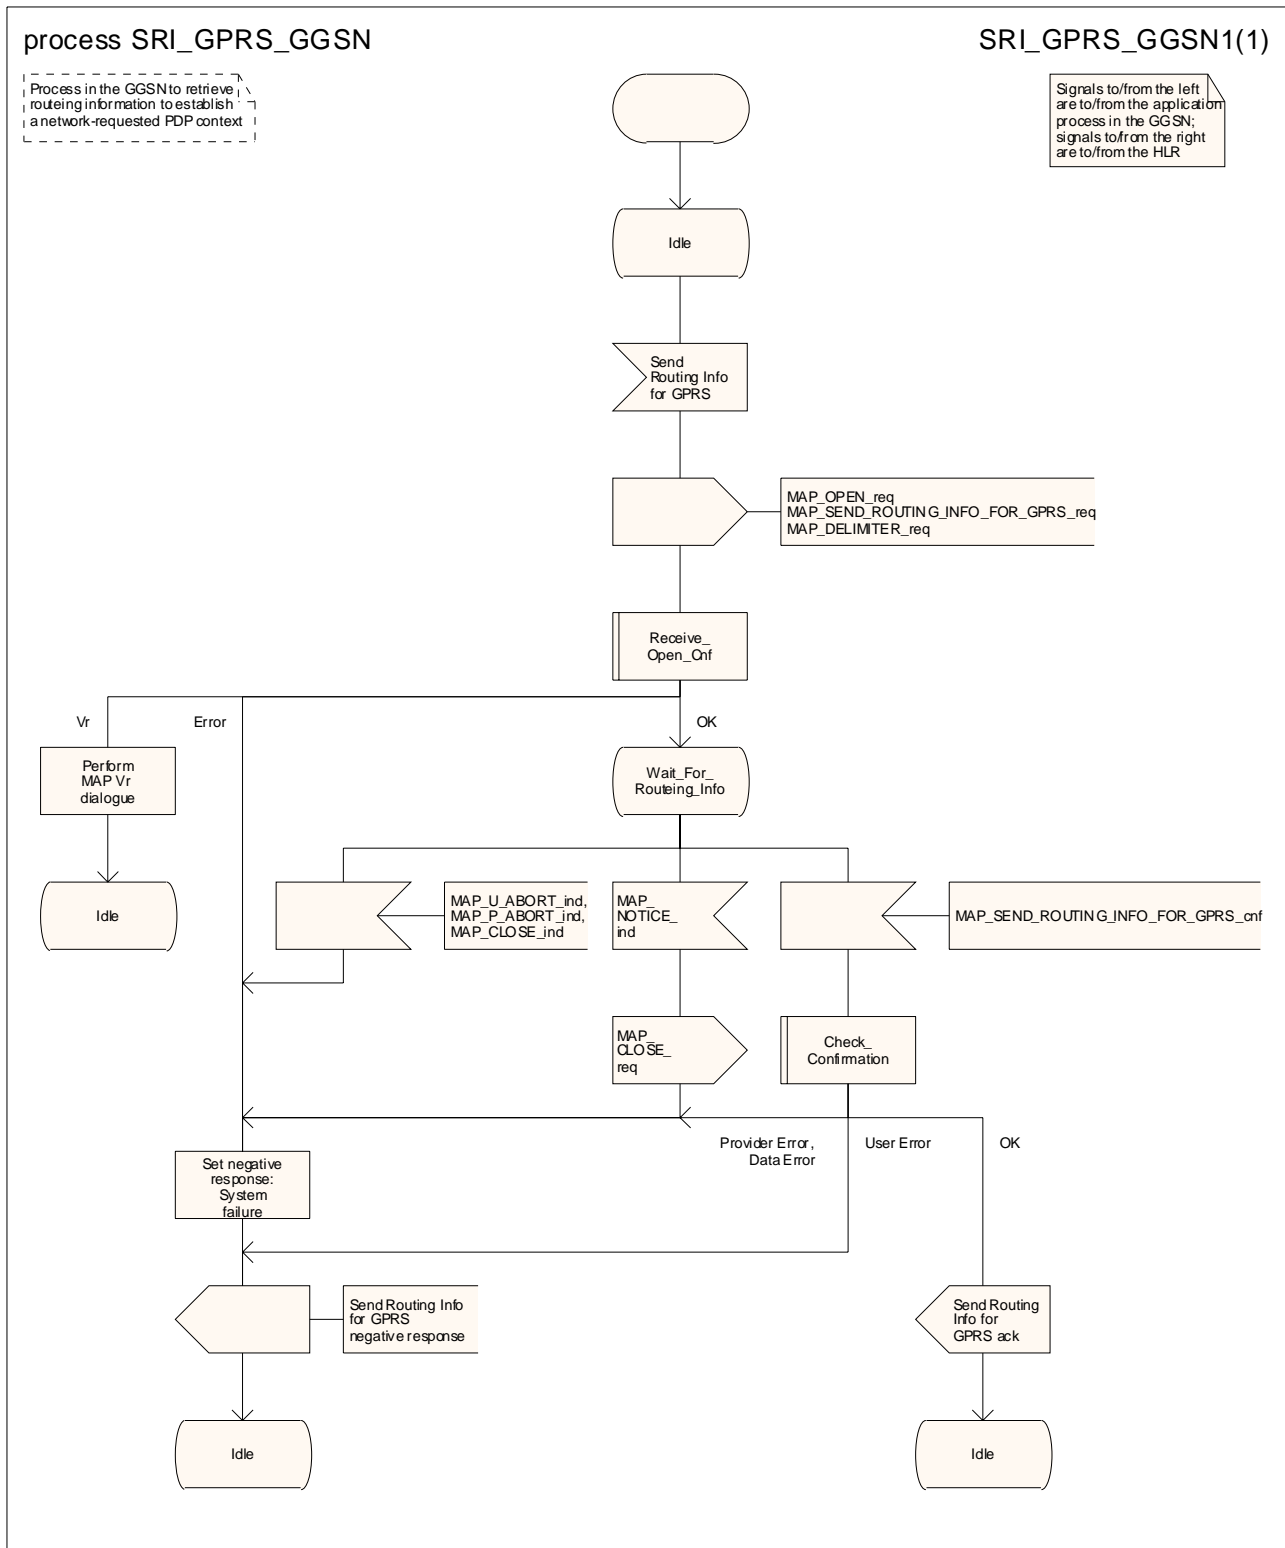 process SRI_GPRS_GGSN
SRI_GPRS_GGSN1(1)
Process in the GGSN to retrieve
routeing information to establish
a network-requested PDP context
Signals to/from the left
are to/from the application
process in the GGSN;
signals to/from the right
are to/from the HLR
Idle
Send
Routing Info
for GPRS
MAP_OPEN_req
MAP_SEND_ROUTING_INFO_FOR_GPRS_req
MAP_DELIMITER_req
Receive_
Open_Cnf
Vr
Error
OK
Perform
MAP Vr
dialogue
Wait_For_
Routeing_Info
Idle
MAP_U_ABORT_ind,
MAP_P_ABORT_ind,
MAP_CLOSE_ind
MAP_
NOTICE_
ind
MAP_SEND_ROUTING_INFO_FOR_GPRS_cnf
MAP_
CLOSE_
req
Check_
Confirmation
Provider Error,
Data Error
User Error
OK
Set negative
response:
System
failure
Send Routing Info
for GPRS
negative response
Send Routing
Info for
GPRS ack
Idle
Idle